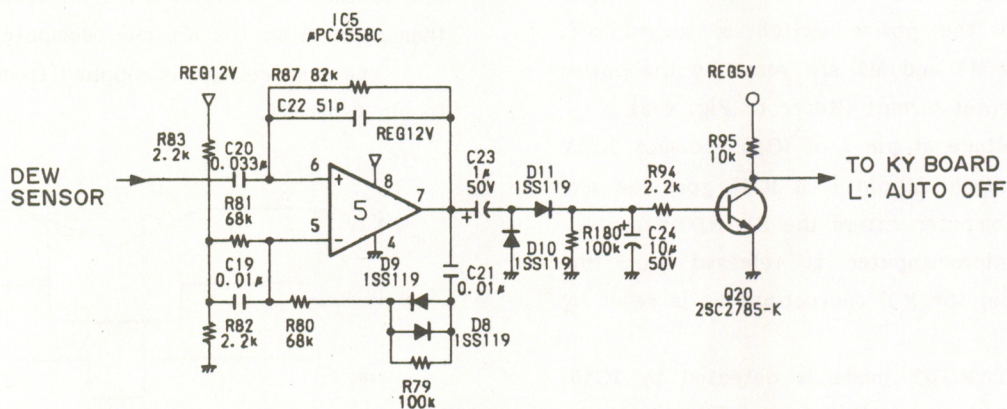 IC5
μPC4558C
REG12V
R87 82k
REG5V
C22 51p
REG12V
R83
2.2k
C20
0.033μ
6
8
7
C23
1μ
50V
D11
1SS119
R94
2.2k
R95
10k
DEW
SENSOR
+
5
-
TO KY BOARD
L: AUTO OFF
R81
68k
5
4
+
D10
1SS119
R180
100k
+
C24
10μ
50V
C19
0.01μ
D9
1SS119
C21
0.01μ
Q20
2SC2785-K
R82
2.2k
R80
68k
D8
1SS119
R79
100k